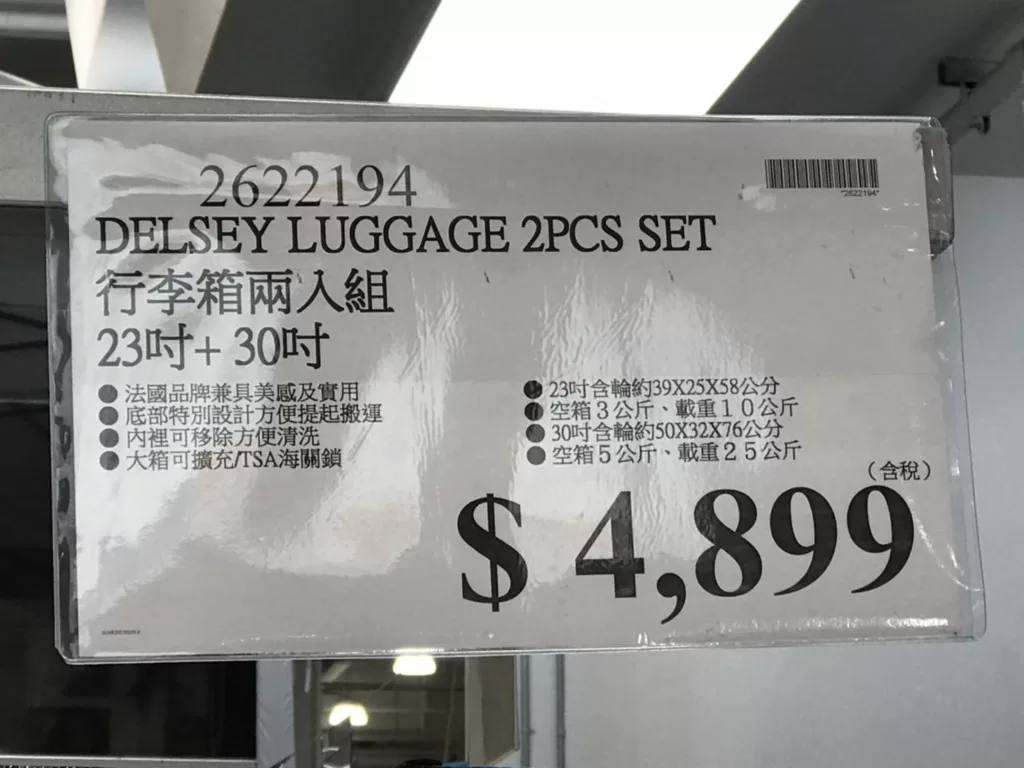 2622194
"2622194"
DELSEY LUGGAGE 2PCS SET
行李箱兩入組
23吋+ 30吋
● 法國品牌兼具美感及實用
● 底部特別設計方便提起搬運
● 內裡可移除方便清洗
● 大箱可擴充/TSA海關鎖
● 23吋含輪約39X25X58公分
● 空箱３公斤、載重１０公斤
● 30吋含輪約50X32X76公分
● 空箱５公斤、載重２５公斤
（含稅）
$ 4,899